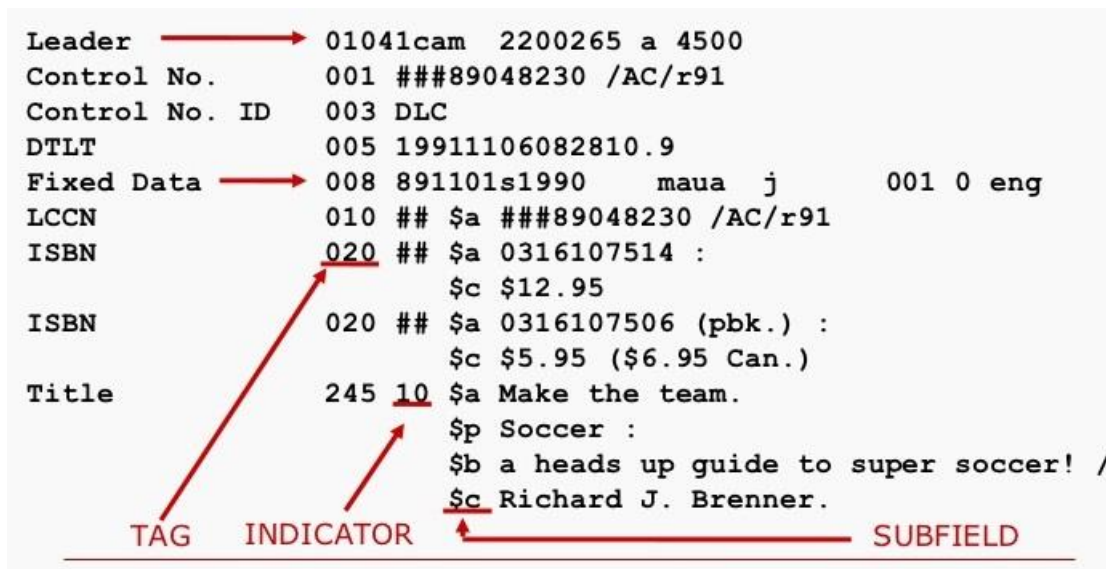 Leader 01041cam  2200265 a 4500
Control No. 001 ###89048230 /AC/r91
Control No. ID 003 DLC
DTLT 005 19911106082810.9
Fixed Data 008 891101s1990    maua  j      001 0 eng
LCCN 010 ## $a ###89048230 /AC/r91
ISBN 020 ## $a 0316107514 :
$c $12.95
ISBN 020 ## $a 0316107506 (pbk.) :
$c $5.95 ($6.95 Can.)
Title 245 10 $a Make the team.
$p Soccer :
$b a heads up guide to super soccer! /
$c Richard J. Brenner.
TAG INDICATOR SUBFIELD